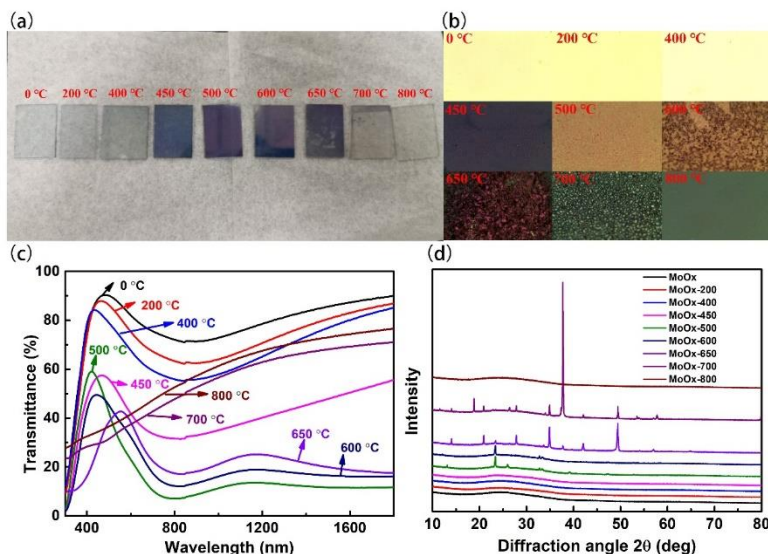 (a)
0 ℃ 200 ℃ 400 ℃ 450 ℃ 500 ℃ 600 ℃ 650 ℃ 700 ℃ 800 ℃
(b)
0 ℃ 200 ℃ 400 ℃
450 ℃ 500 ℃ 600 ℃
650 ℃ 700 ℃ 800 ℃
(c)
100
80
60
40
20
0
Transmittance (%)
0 ℃
200 ℃
400 ℃
500 ℃
450 ℃
800 ℃
700 ℃
650 ℃
600 ℃
400 800 1200 1600
Wavelength (nm)
(d)
Intensity
MoOx
MoOx-200
MoOx-400
MoOx-450
MoOx-500
MoOx-600
MoOx-650
MoOx-700
MoOx-800
10 20 30 40 50 60 70 80
Diffraction angle 2θ (deg)